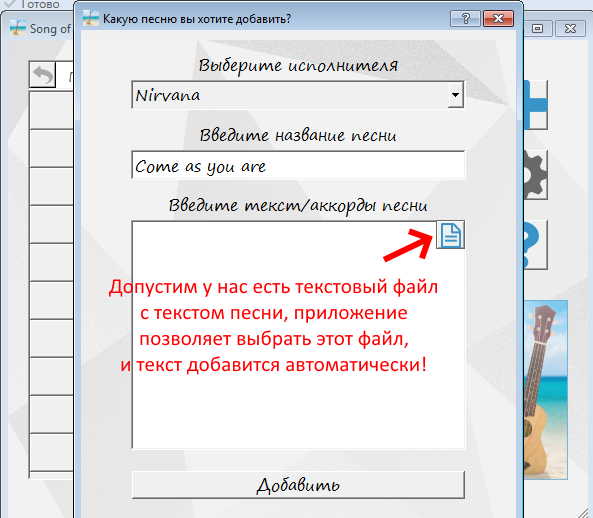 Готово
Song of
Какую песню вы хотите добавить?
Выберите исполнителя
Nirvana
Введите название песни
Come as you are
Введите текст/аккорды песни
Допустим у нас есть текстовый файл
с текстом песни, приложение
позволяет выбрать этот файл,
и текст добавится автоматически!
Добавить